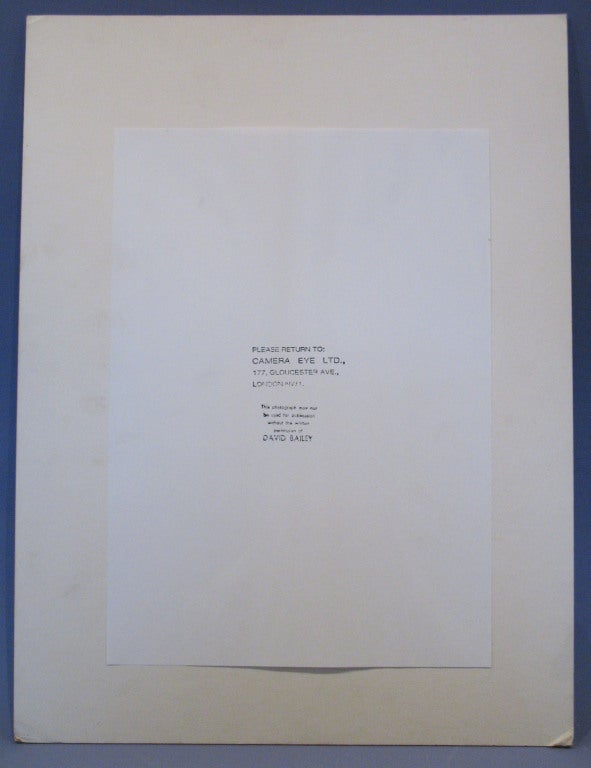 PLEASE RETURN TO:
CAMERA EYE LTD.,
177, GLOUCESTER AVE.,
LONDON NW1.
This photograph may not
be used for publication
without the written
permission of
DAVID BAILEY